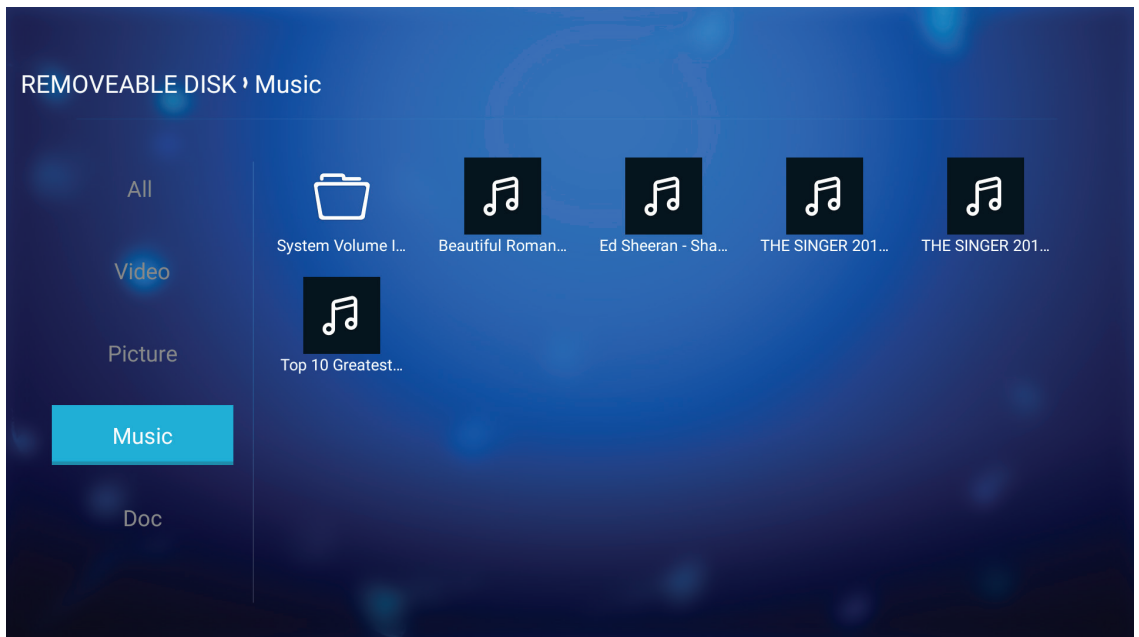 REMOVEABLE DISK › Music
All
Video
Picture
Music
Doc
System Volume I...
Beautiful Roman...
Ed Sheeran - Sha...
THE SINGER 201...
THE SINGER 201...
Top 10 Greatest...